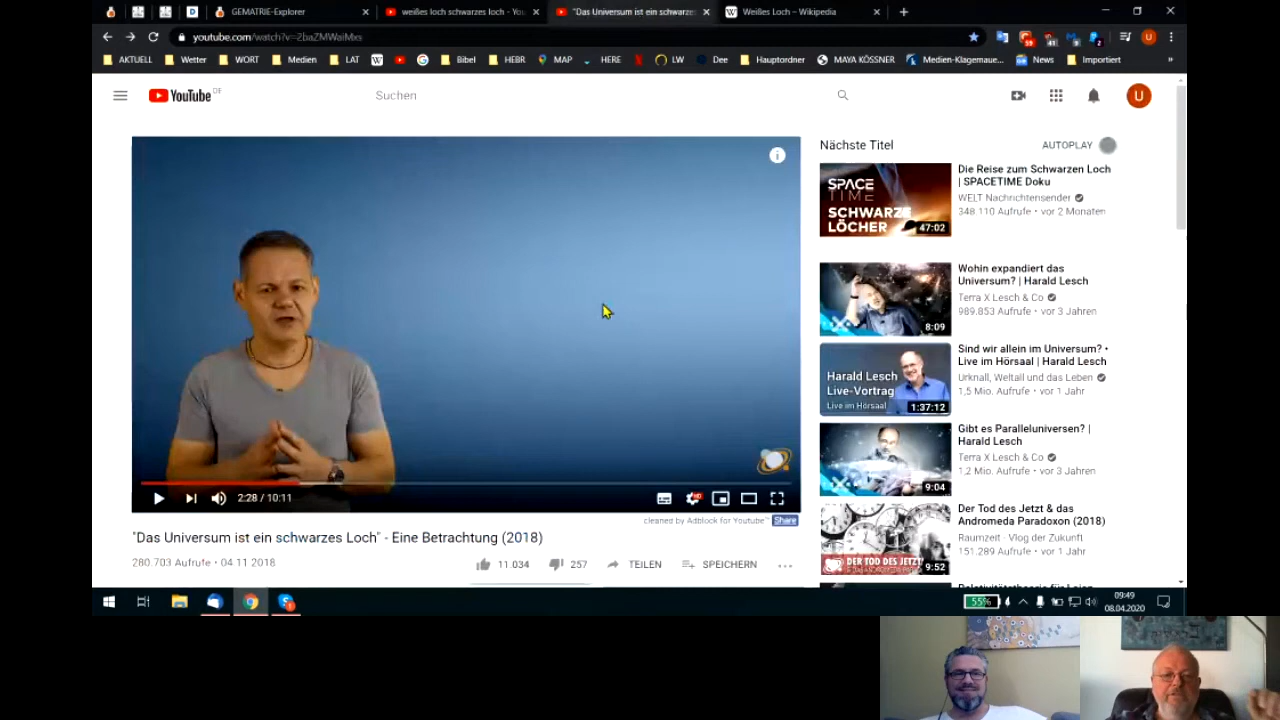 GEMATRIE-Explorer
weißes loch schwarzes loch - You
"Das Universum ist ein schwarzes
Weißes Loch – Wikipedia
youtube.com/watch?v=ZbaZMWaiMxs
AKTUELL
Wetter
WORT
Medien
LAT
Bibel
HEBR
MAP
HERE
LW
Dee
Hauptordner
MAYA KÖSSNER
Medien-Klagemaue...
News
Importiert
YouTube DE
Suchen
U
Nächste Titel
AUTOPLAY
SPACE
TIME
SCHWARZE
LÖCHER
47:02
Die Reise zum Schwarzen Loch
| SPACETIME Doku
WELT Nachrichtensender
348.110 Aufrufe • vor 2 Monaten
8:09
Wohin expandiert das
Universum? | Harald Lesch
Terra X Lesch & Co
989.853 Aufrufe • vor 3 Jahren
Harald Lesch
Live-Vortrag
Live im Hörsaal
1:37:12
Sind wir allein im Universum? •
Live im Hörsaal | Harald Lesch
Urknall, Weltall und das Leben
1,5 Mio. Aufrufe • vor 1 Jahr
9:04
Gibt es Paralleluniversen? |
Harald Lesch
Terra X Lesch & Co
1,2 Mio. Aufrufe • vor 3 Jahren
DER TOD DES JETZT
9:52
Der Tod des Jetzt & das
Andromeda Paradoxon (2018)
Raumzeit - Vlog der Zukunft
151.289 Aufrufe • vor 1 Jahr
2:28 / 10:11
cleaned by Adblock for Youtube™ Share
"Das Universum ist ein schwarzes Loch" - Eine Betrachtung (2018)
280.703 Aufrufe • 04.11.2018
11.034
257
TEILEN
SPEICHERN
55%
09:49
08.04.2020